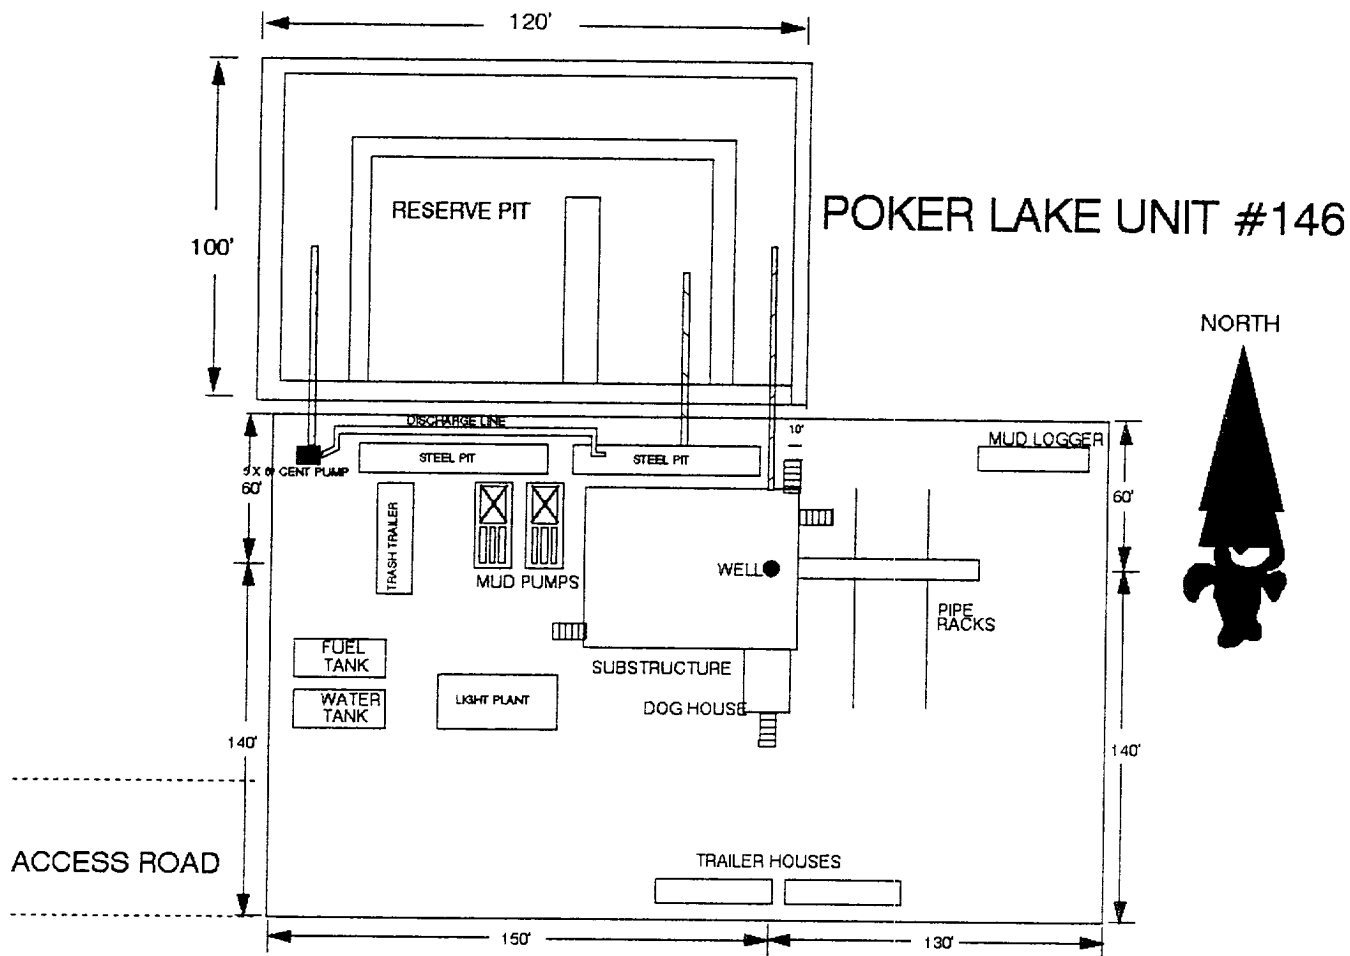 120'
RESERVE PIT
POKER LAKE UNIT #146
100'
NORTH
DISCHARGE LINE
10'
MUD LOGGER
STEEL PIT
STEEL PIT
CENT PUMP
60'
60'
TRASH TRAILER
MUD PUMPS
WELL
PIPE
RACKS
FUEL
TANK
SUBSTRUCTURE
WATER
TANK
LIGHT PLANT
DOG HOUSE
140'
140'
ACCESS ROAD
TRAILER HOUSES
150'
130'